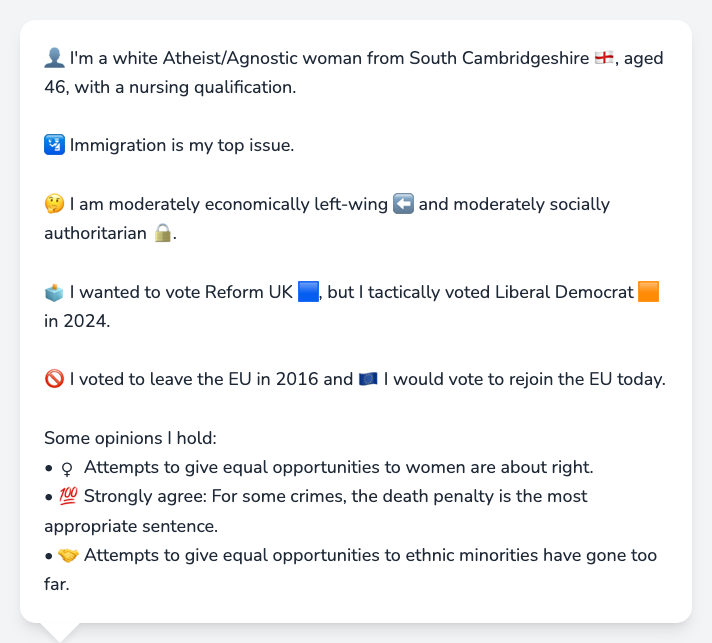 👤 I'm a white Atheist/Agnostic woman from South Cambridgeshire 🏴󠁧󠁢󠁥󠁮󠁧󠁿, aged
46, with a nursing qualification.
🛂 Immigration is my top issue.
🤔 I am moderately economically left-wing ⬅️ and moderately socially
authoritarian 🔒.
🗳️ I wanted to vote Reform UK 🟦, but I tactically voted Liberal Democrat 🟧
in 2024.
🚫 I voted to leave the EU in 2016 and 🇪🇺 I would vote to rejoin the EU today.
Some opinions I hold:
• ♀ Attempts to give equal opportunities to women are about right.
• 💯 Strongly agree: For some crimes, the death penalty is the most
appropriate sentence.
• 🤝 Attempts to give equal opportunities to ethnic minorities have gone too
far.